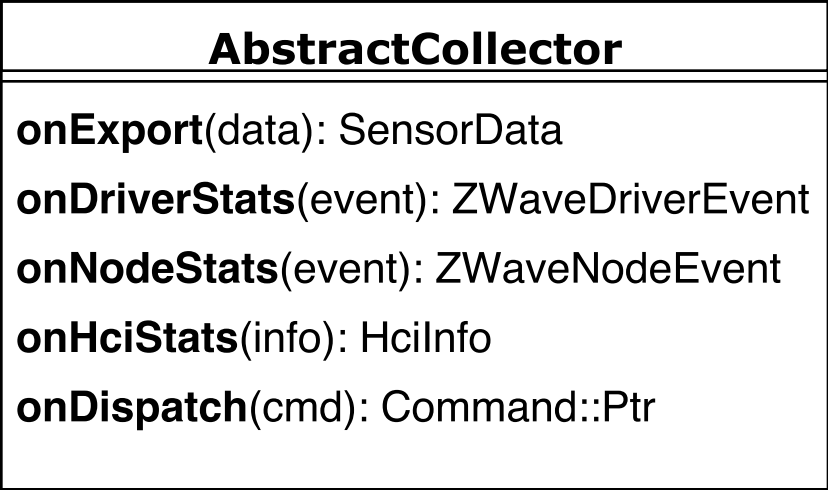 AbstractCollector
onExport(data): SensorData
onDriverStats(event): ZWaveDriverEvent
onNodeStats(event): ZWaveNodeEvent
onHciStats(info): HciInfo
onDispatch(cmd): Command::Ptr